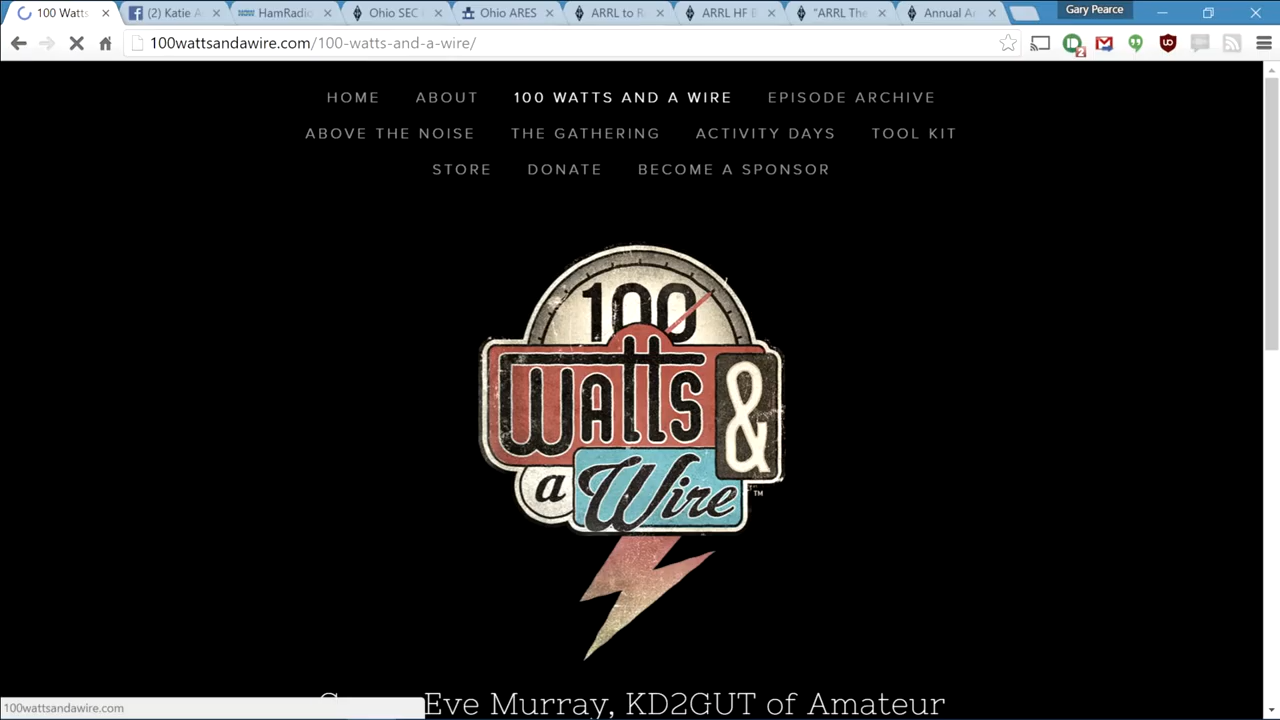 100 Watts
(2) Katie A
HamRadio
Ohio SEC
Ohio ARES
ARRL to R
ARRL HF B
"ARRL The
Annual A
Gary Pearce
100wattsandawire.com/100-watts-and-a-wire/
2
HOME ABOUT 100 WATTS AND A WIRE EPISODE ARCHIVE
ABOVE THE NOISE THE GATHERING ACTIVITY DAYS TOOL KIT
STORE DONATE BECOME A SPONSOR
100
Watts &
a Wire ™
Eve Murray, KD2GUT of Amateur
100wattsandawire.com